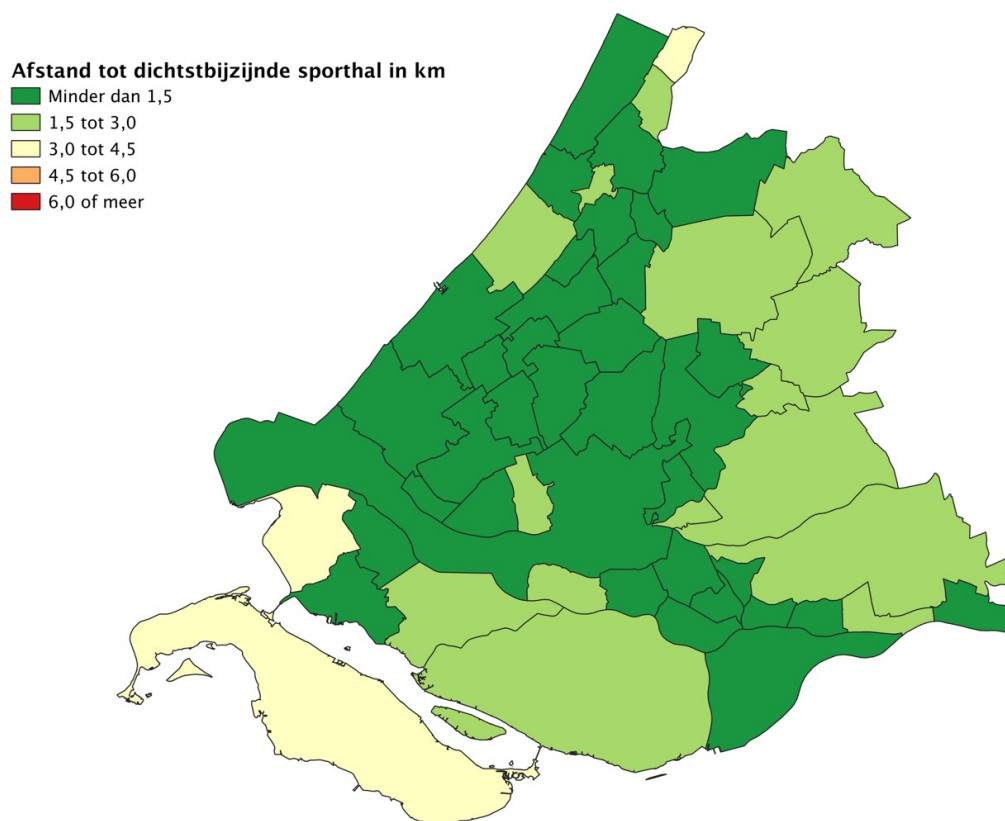 Afstand tot dichtstbijzijnde sporthal in km
Minder dan 1,5
1,5 tot 3,0
3,0 tot 4,5
4,5 tot 6,0
6,0 of meer